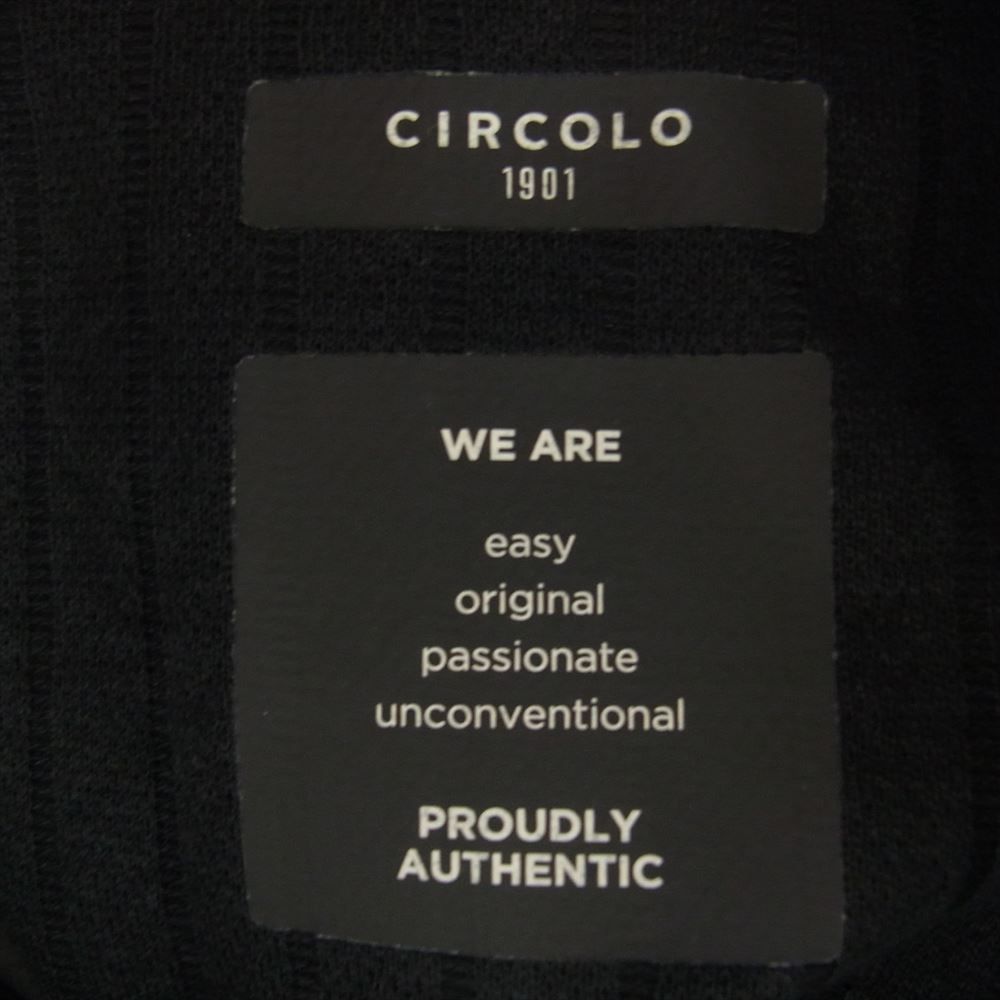 CIRCOLO
1901
WE ARE
easy
original
passionate
unconventional
PROUDLY
AUTHENTIC